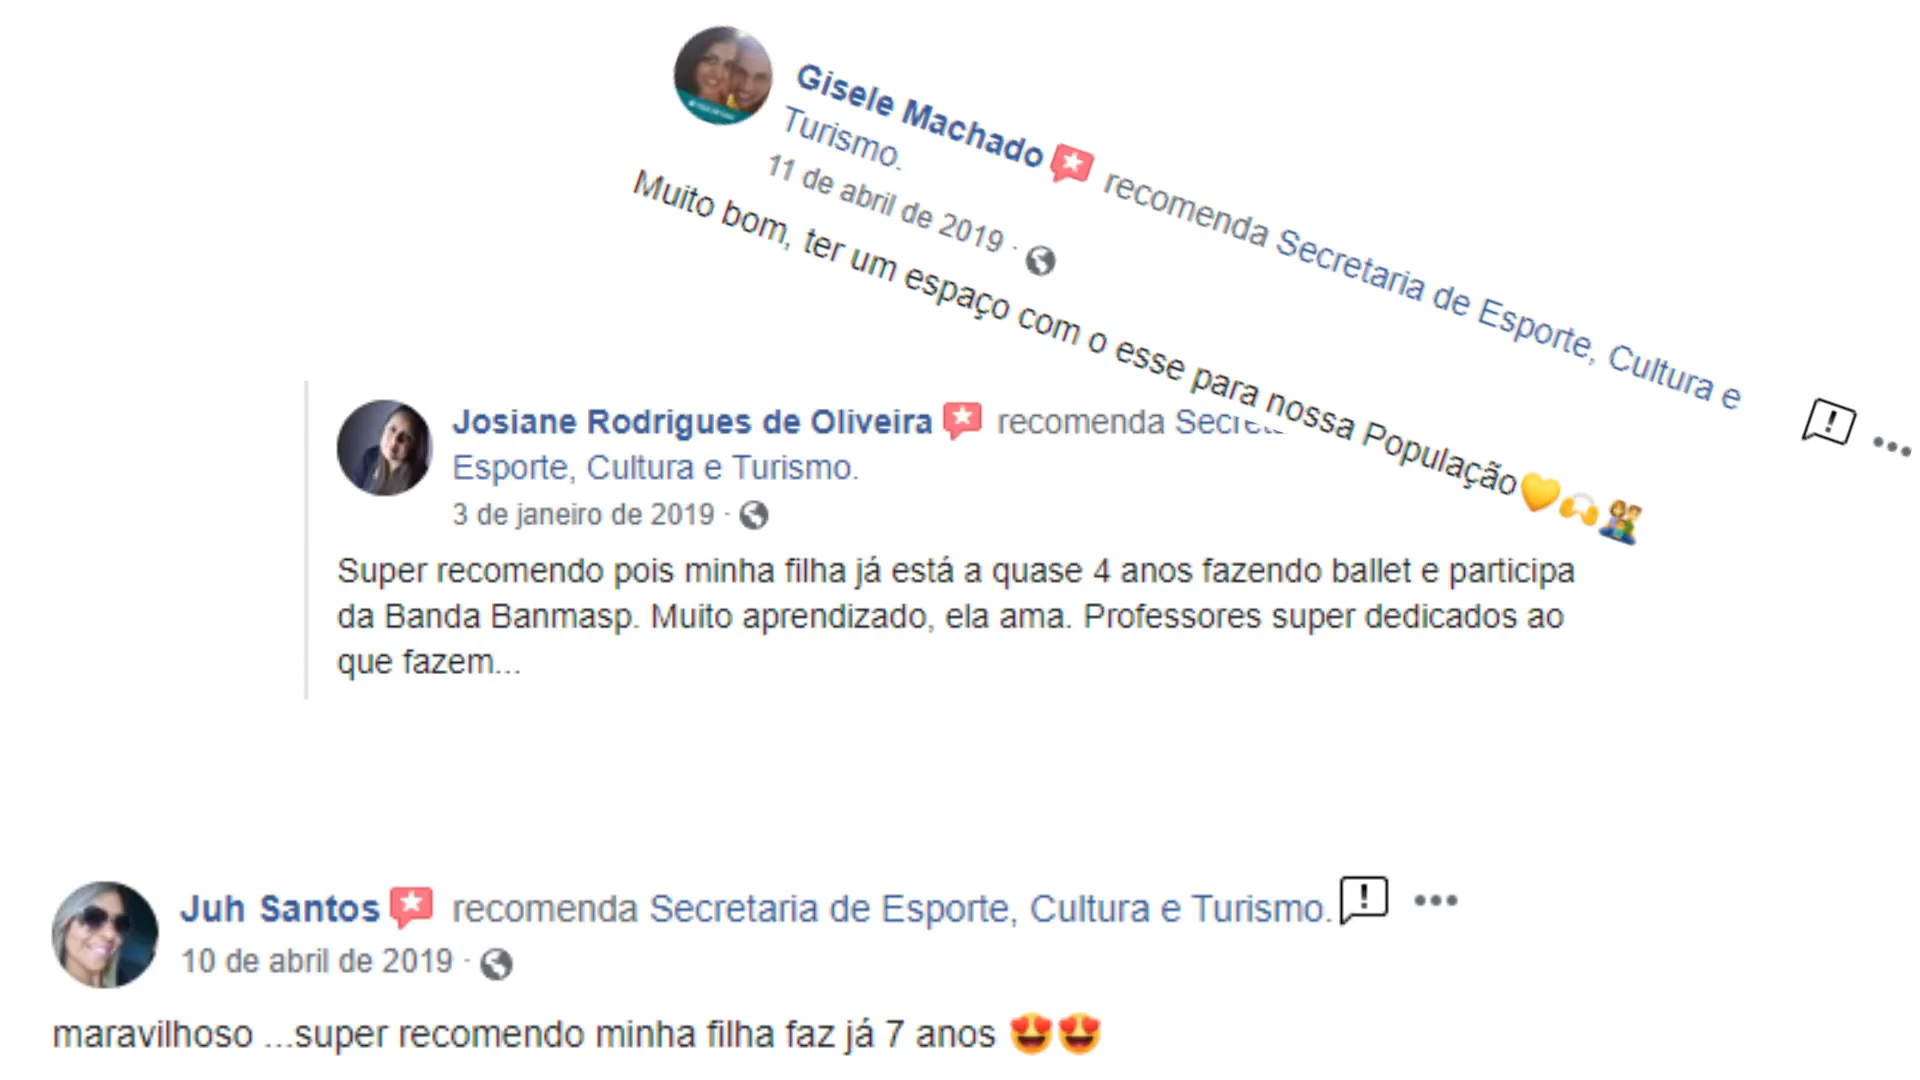 Gisele Machado recomenda Secretaria de Esporte, Cultura e
Turismo.
11 de abril de 2019 ·
Muito bom, ter um espaço com o esse para nossa População💛🙌👫
Josiane Rodrigues de Oliveira recomenda
Esporte, Cultura e Turismo.
3 de janeiro de 2019 ·
Super recomendo pois minha filha já está a quase 4 anos fazendo ballet e participa
da Banda Banmasp. Muito aprendizado, ela ama. Professores super dedicados ao
que fazem...
Juh Santos recomenda Secretaria de Esporte, Cultura e Turismo.
10 de abril de 2019 ·
maravilhoso ...super recomendo minha filha faz já 7 anos 😍😍